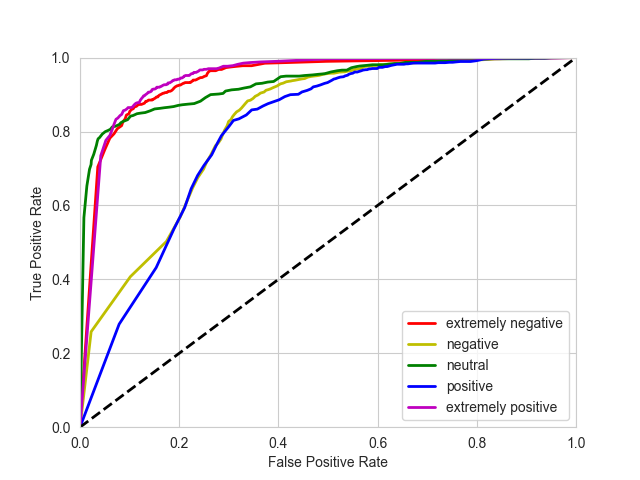 1.0
0.8
0.6
0.4
0.2
0.0
True Positive Rate
extremely negative
negative
neutral
positive
extremely positive
0.0 0.2 0.4 0.6 0.8 1.0
False Positive Rate